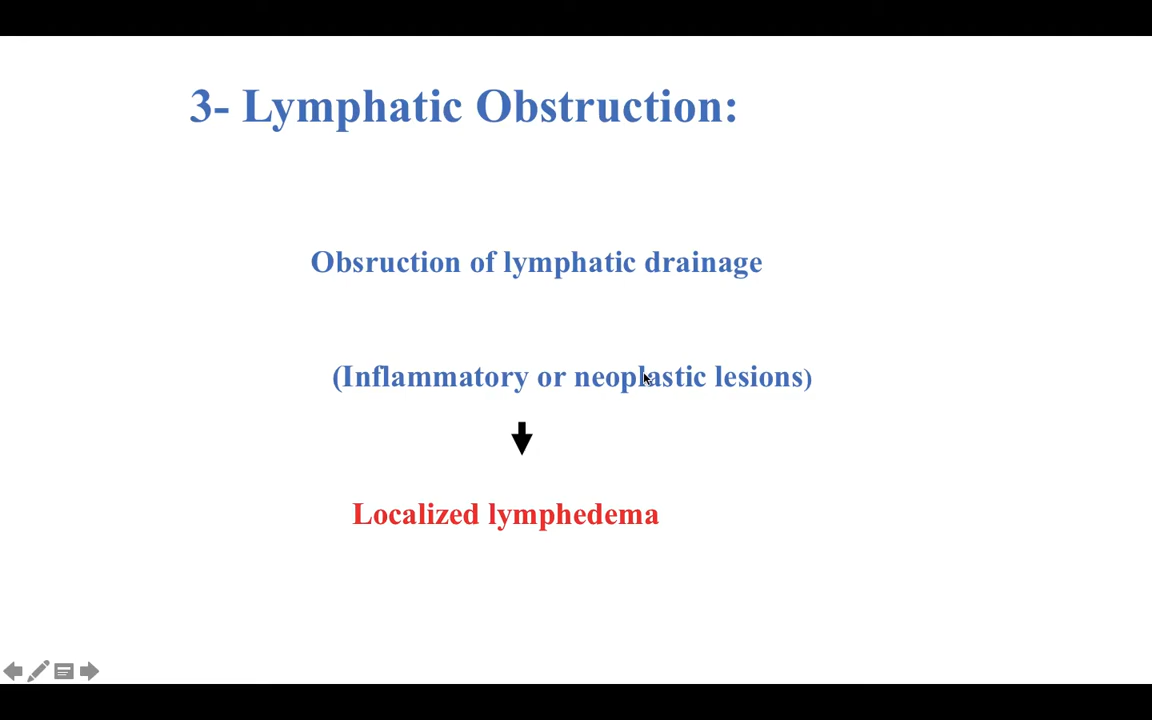 3- Lymphatic Obstruction:
Obsruction of lymphatic drainage
(Inflammatory or neoplastic lesions)
Localized lymphedema